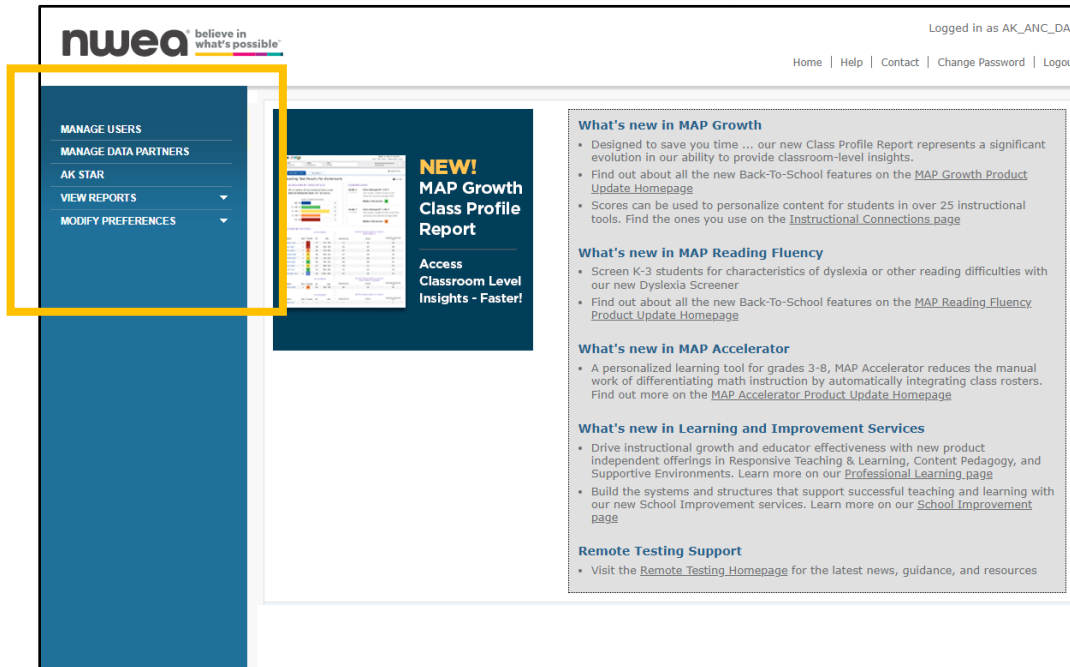 nwea believe in
what's possible
Logged in as AK_ANC_DA
Home | Help | Contact | Change Password | Logou
MANAGE USERS
MANAGE DATA PARTNERS
AK STAR
VIEW REPORTS
MODIFY PREFERENCES
NEW!
MAP Growth
Class Profile
Report
Access
Classroom Level
Insights - Faster!
What's new in MAP Growth
• Designed to save you time ... our new Class Profile Report represents a significant
evolution in our ability to provide classroom-level insights.
• Find out about all the new Back-To-School features on the MAP Growth Product
Update Homepage
• Scores can be used to personalize content for students in over 25 instructional
tools. Find the ones you use on the Instructional Connections page
What's new in MAP Reading Fluency
• Screen K-3 students for characteristics of dyslexia or other reading difficulties with
our new Dyslexia Screener
• Find out about all the new Back-To-School features on the MAP Reading Fluency
Product Update Homepage
What's new in MAP Accelerator
• A personalized learning tool for grades 3-8, MAP Accelerator reduces the manual
work of differentiating math instruction by automatically integrating class rosters.
Find out more on the MAP Accelerator Product Update Homepage
What's new in Learning and Improvement Services
• Drive instructional growth and educator effectiveness with new product
independent offerings in Responsive Teaching & Learning, Content Pedagogy, and
Supportive Environments. Learn more on our Professional Learning page
• Build the systems and structures that support successful teaching and learning with
our new School Improvement services. Learn more on our School Improvement
page
Remote Testing Support
• Visit the Remote Testing Homepage for the latest news, guidance, and resources